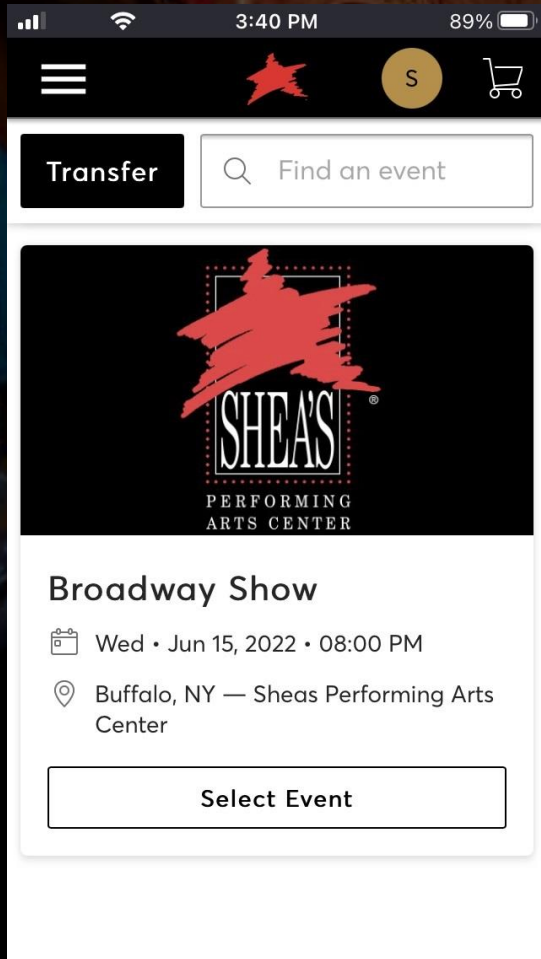 3:40 PM
89%
S
Transfer
Find an event
SHEA'S
®
PERFORMING
ARTS CENTER
Broadway Show
Wed • Jun 15, 2022 • 08:00 PM
Buffalo, NY — Sheas Performing Arts
Center
Select Event